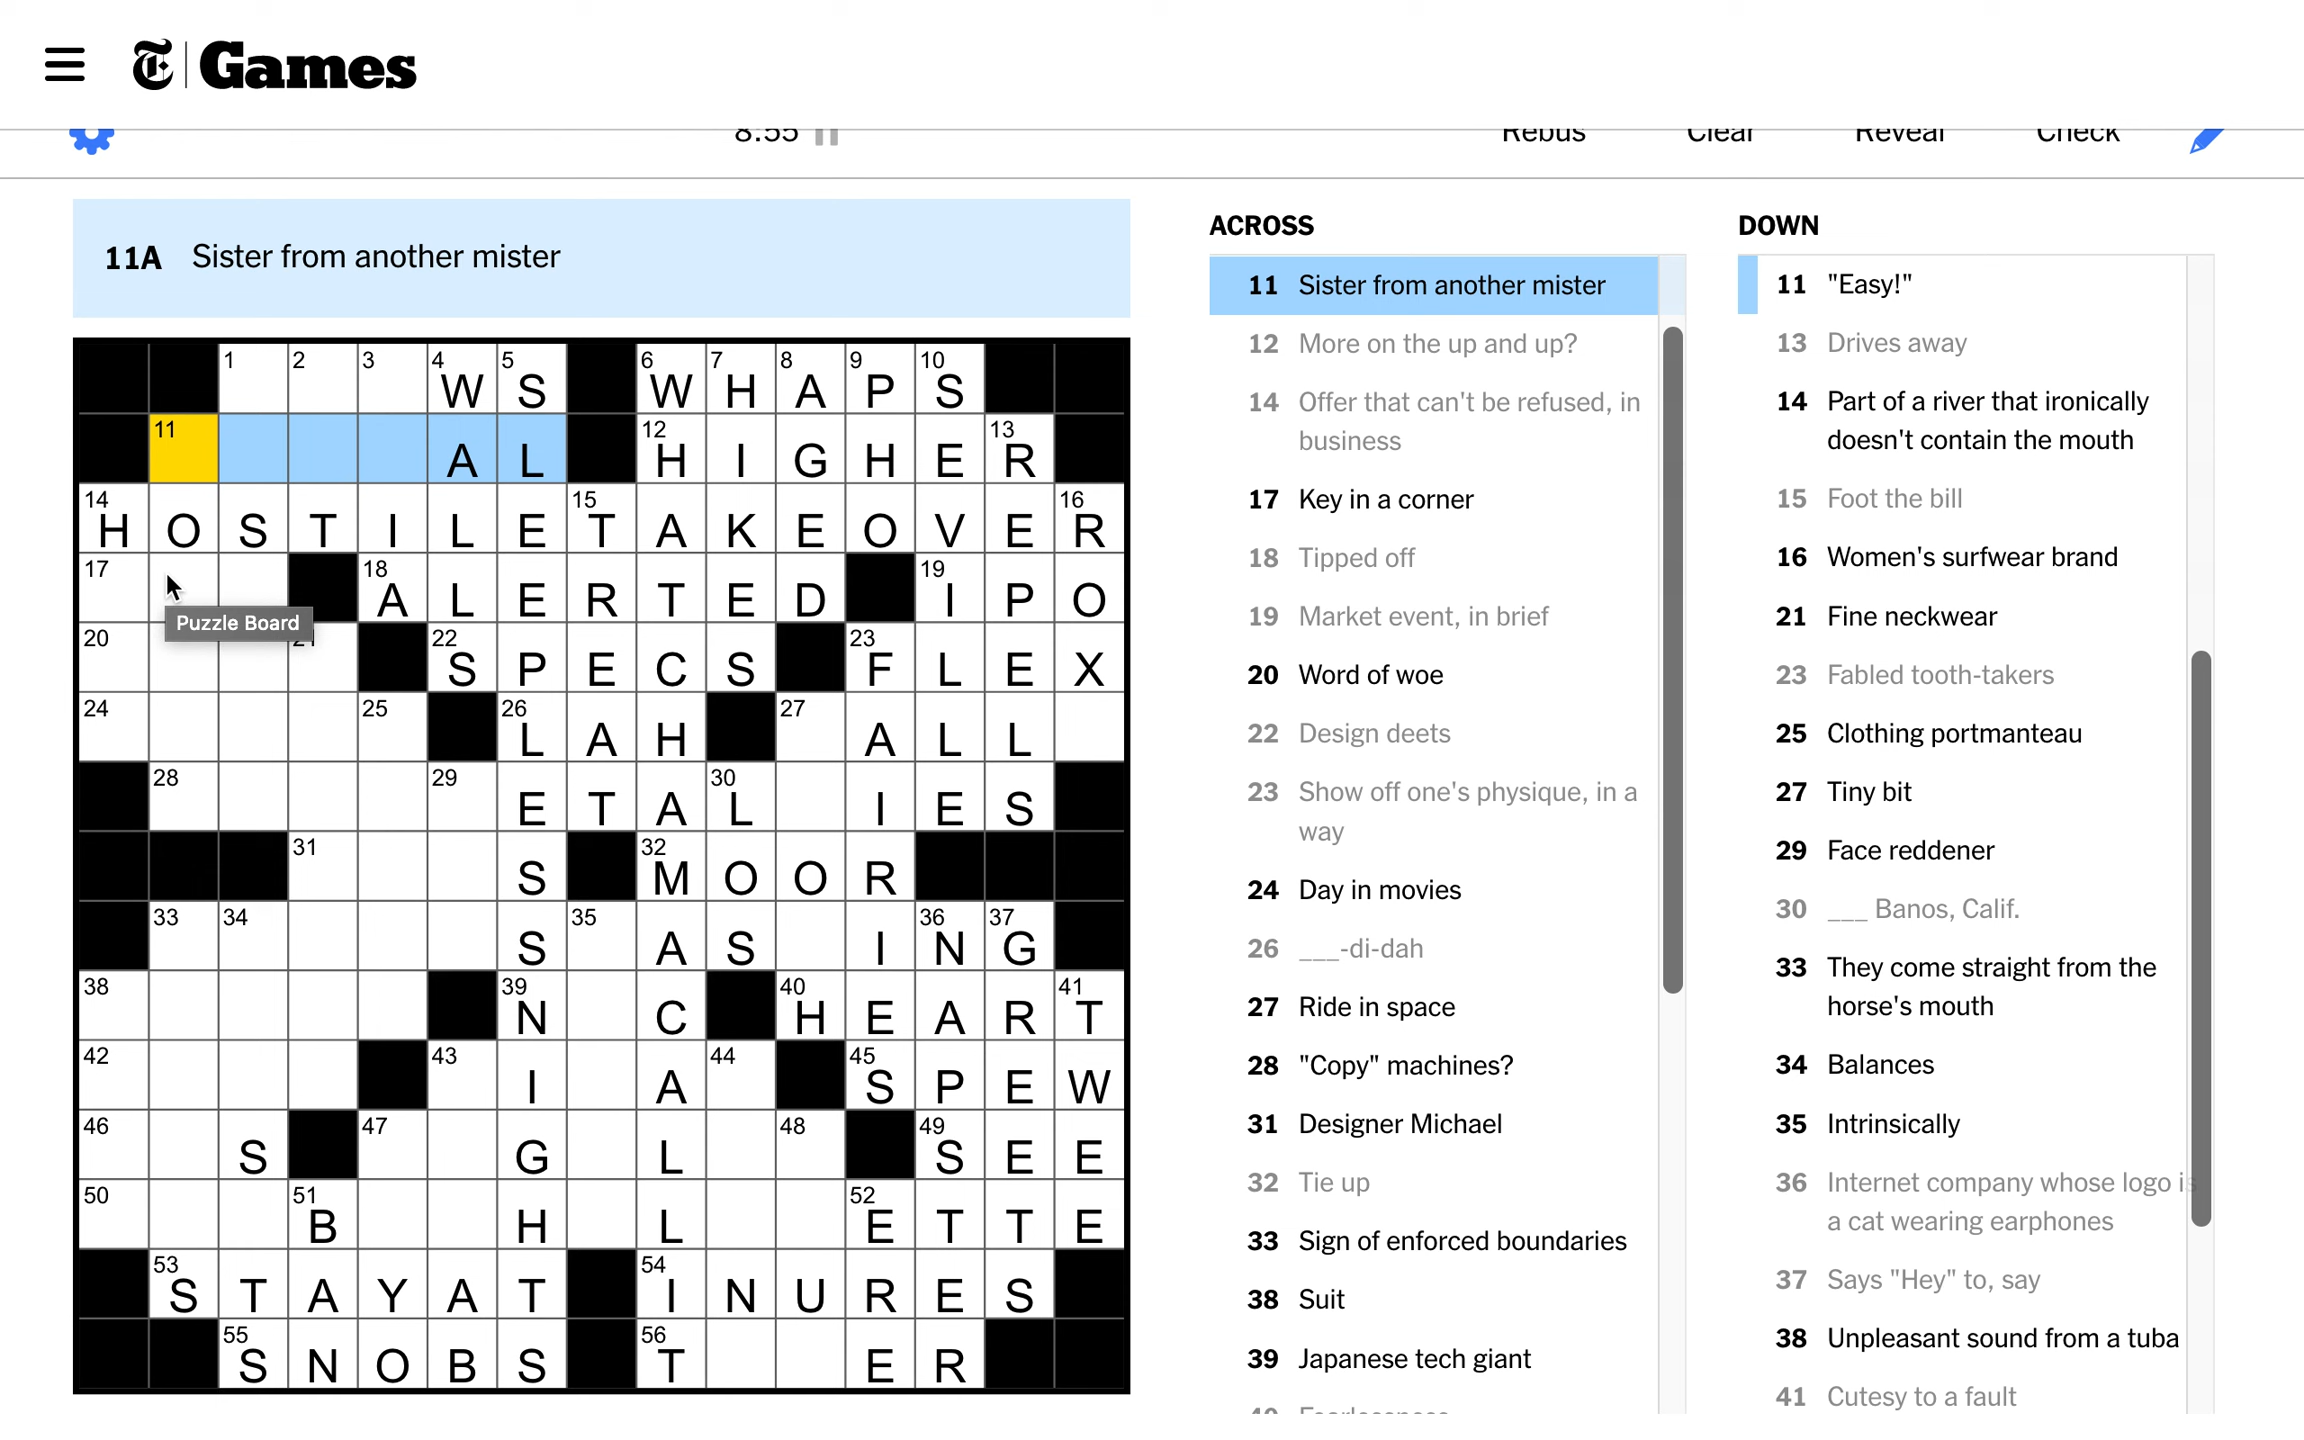 Games
8:55
Rebus
Clear
Reveal
Check
11A Sister from another mister
1 2 3 4 W 5 S 6 W 7 H 8 A 9 P 10 S
11 A L 12 H I G H E 13 R
14 H O S T I L E 15 T A K E O V E 16 R
17 18 A L E R T E D 19 I P O
20 21 22 S P E C S 23 F L E X
24 25 26 L A H 27 A L L
28 29 E T A 30 L I E S
31 S 32 M O O R
33 34 S 35 A S I 36 N 37 G
38 39 N C 40 H E A R 41 T
42 43 I A 44 45 S P E W
46 S 47 G L 48 49 S E E
50 51 B H L 52 E T T E
53 S T A Y A T 54 I N U R E S
55 S N O B S 56 T E R
Puzzle Board
ACROSS
11 Sister from another mister
12 More on the up and up?
14 Offer that can't be refused, in
business
17 Key in a corner
18 Tipped off
19 Market event, in brief
20 Word of woe
22 Design deets
23 Show off one's physique, in a
way
24 Day in movies
26 ___-di-dah
27 Ride in space
28 "Copy" machines?
31 Designer Michael
32 Tie up
33 Sign of enforced boundaries
38 Suit
39 Japanese tech giant
DOWN
11 "Easy!"
13 Drives away
14 Part of a river that ironically
doesn't contain the mouth
15 Foot the bill
16 Women's surfwear brand
21 Fine neckwear
23 Fabled tooth-takers
25 Clothing portmanteau
27 Tiny bit
29 Face reddener
30 ___ Banos, Calif.
33 They come straight from the
horse's mouth
34 Balances
35 Intrinsically
36 Internet company whose logo is
a cat wearing earphones
37 Says "Hey" to, say
38 Unpleasant sound from a tuba
41 Cutesy to a fault